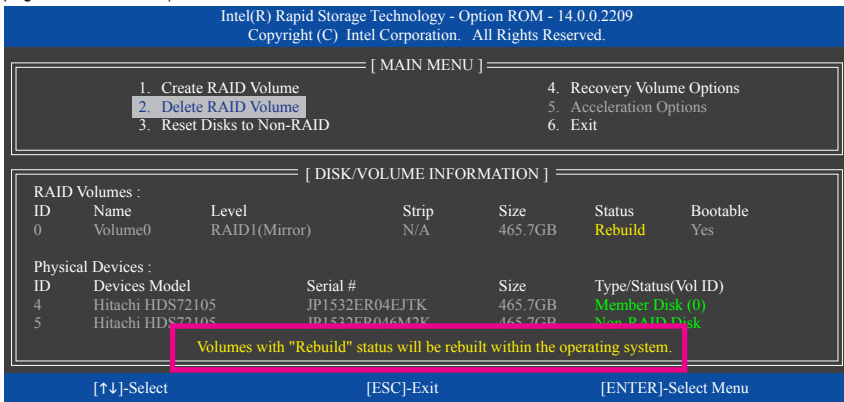 Intel(R) Rapid Storage Technology - Option ROM - 14.0.0.2209
Copyright (C) Intel Corporation. All Rights Reserved.
[ MAIN MENU ]
1. Create RAID Volume 4. Recovery Volume Options
2. Delete RAID Volume 5. Acceleration Options
3. Reset Disks to Non-RAID 6. Exit
[ DISK/VOLUME INFORMATION ]
RAID Volumes :
ID Name Level Strip Size Status Bootable
0 Volume0 RAID1(Mirror) N/A 465.7GB Rebuild Yes
Physical Devices :
ID Devices Model Serial # Size Type/Status(Vol ID)
4 Hitachi HDS72105 JP1532ER04EJTK 465.7GB Member Disk (0)
5 Hitachi HDS72105 JP1532ER046M2K 465.7GB Non-RAID Disk
Volumes with "Rebuild" status will be rebuilt within the operating system.
[↑↓]-Select [ESC]-Exit [ENTER]-Select Menu